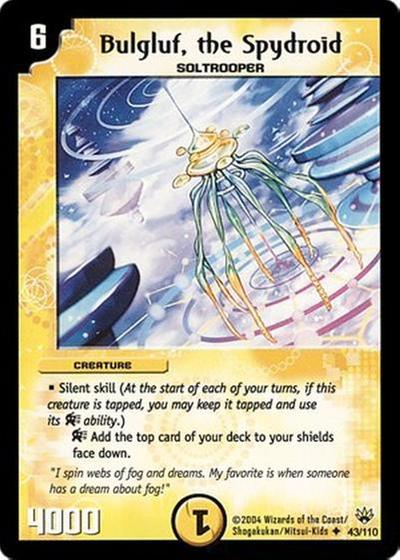 6
Bulgluf, the Spydroid
SOLTROOPER
CREATURE
▪ Silent skill (At the start of each of your turns, if this
creature is tapped, you may keep it tapped and use
its ability.)
Add the top card of your deck to your shields
face down.
"I spin webs of fog and dreams. My favorite is when someone
has a dream about fog!"
4000
1
©2004 Wizards of the Coast/
Shogakukan/Mitsui-Kids ✦ 43/110